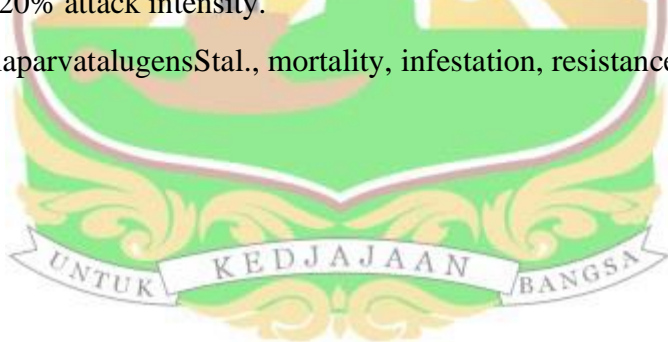 20% attack intensity.
aparvatalugensStal., mortality, infestation, resistance
UNTUK KEDJAJAAN BANGSA